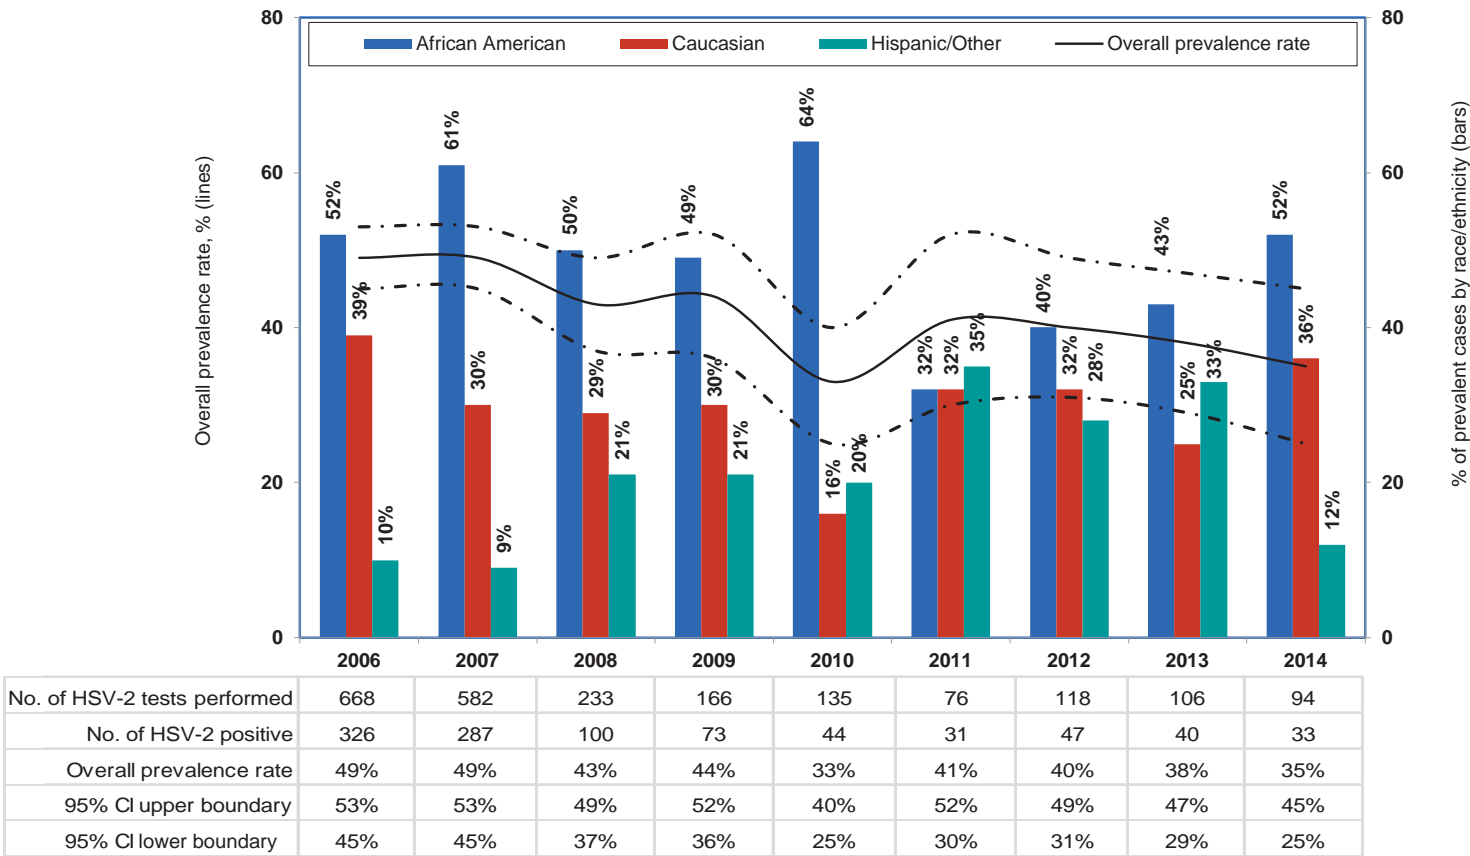 80
60
40
20
0
Overall prevalence rate, % (lines)
African American Caucasian Hispanic/Other Overall prevalence rate
52% 39% 10%
61% 30% 9%
50% 29% 21%
49% 30% 21%
64% 16% 20%
32% 32% 35%
40% 32% 28%
43% 25% 33%
52% 36% 12%
80
60
40
20
0
% of prevalent cases by race/ethnicity (bars)
2006 2007 2008 2009 2010 2011 2012 2013 2014
No. of HSV-2 tests performed 668 582 233 166 135 76 118 106 94
No. of HSV-2 positive 326 287 100 73 44 31 47 40 33
Overall prevalence rate 49% 49% 43% 44% 33% 41% 40% 38% 35%
95% CI upper boundary 53% 53% 49% 52% 40% 52% 49% 47% 45%
95% CI lower boundary 45% 45% 37% 36% 25% 30% 31% 29% 25%